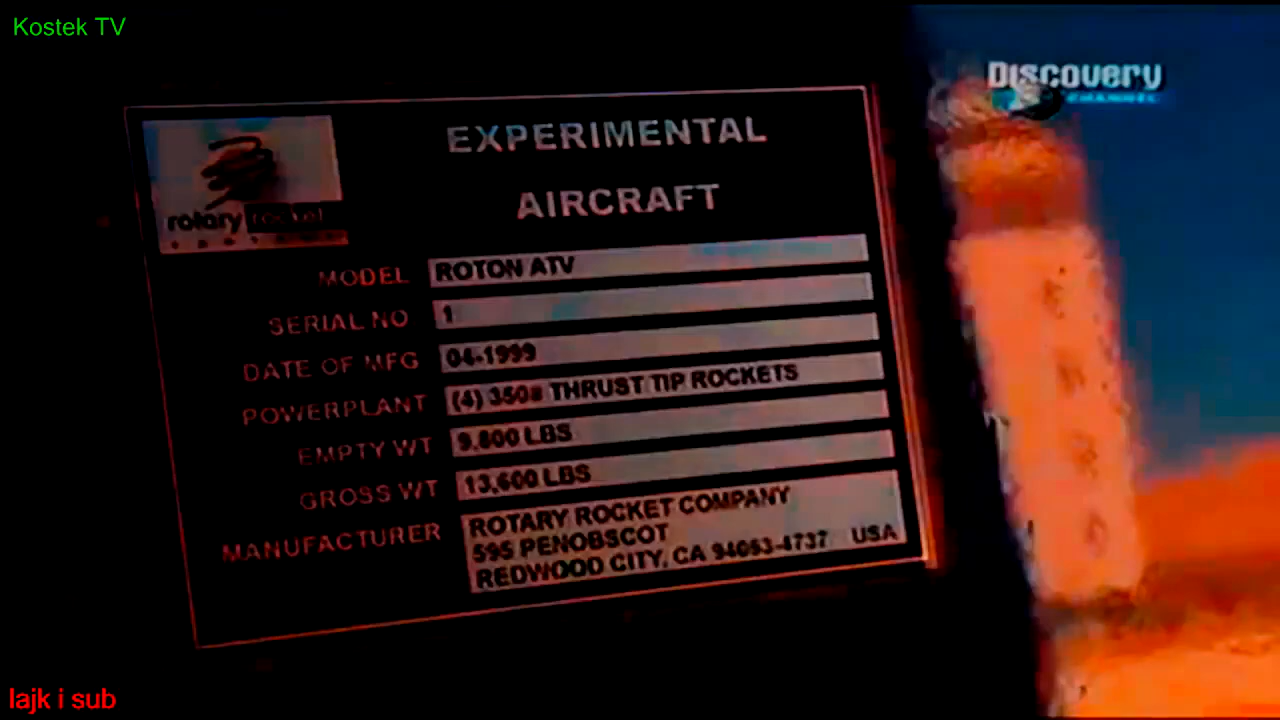 Kostek TV
Discovery
CHANNEL
EXPERIMENTAL
AIRCRAFT
rotary rocket
MODEL ROTON ATV
SERIAL NO 1
DATE OF MFG 04-1999
POWERPLANT (4) 350# THRUST TIP ROCKETS
EMPTY WT 9,800 LBS
GROSS WT 13,600 LBS
MANUFACTURER ROTARY ROCKET COMPANY
595 PENOBSCOT
REDWOOD CITY, CA 94063-4737 USA
lajk i sub